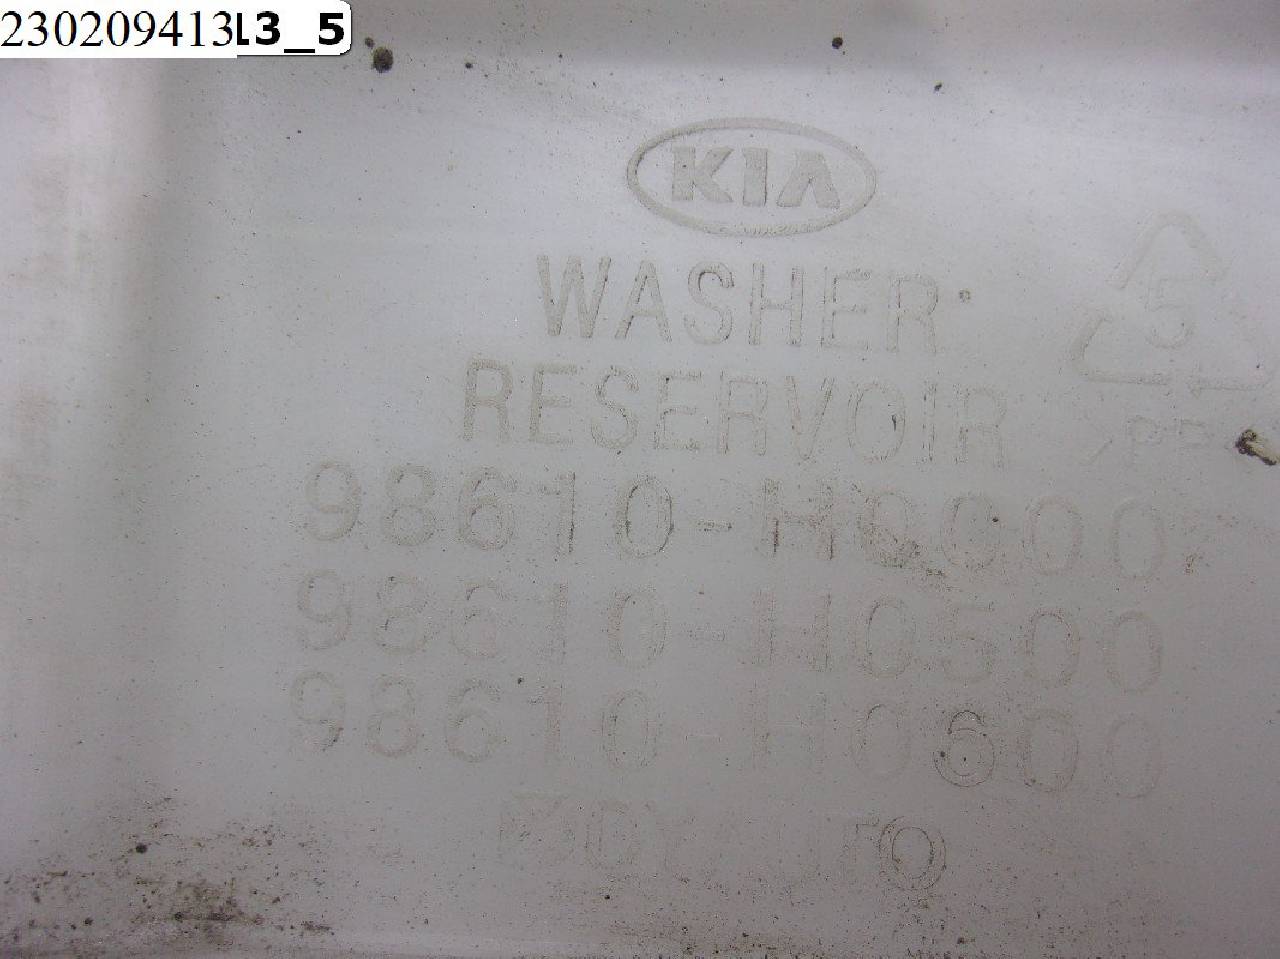 230209413L3_5
KIA
WASHER
RESERVOIR
98610-H0000
98610-H0500
98610-H0600
5
>PP<